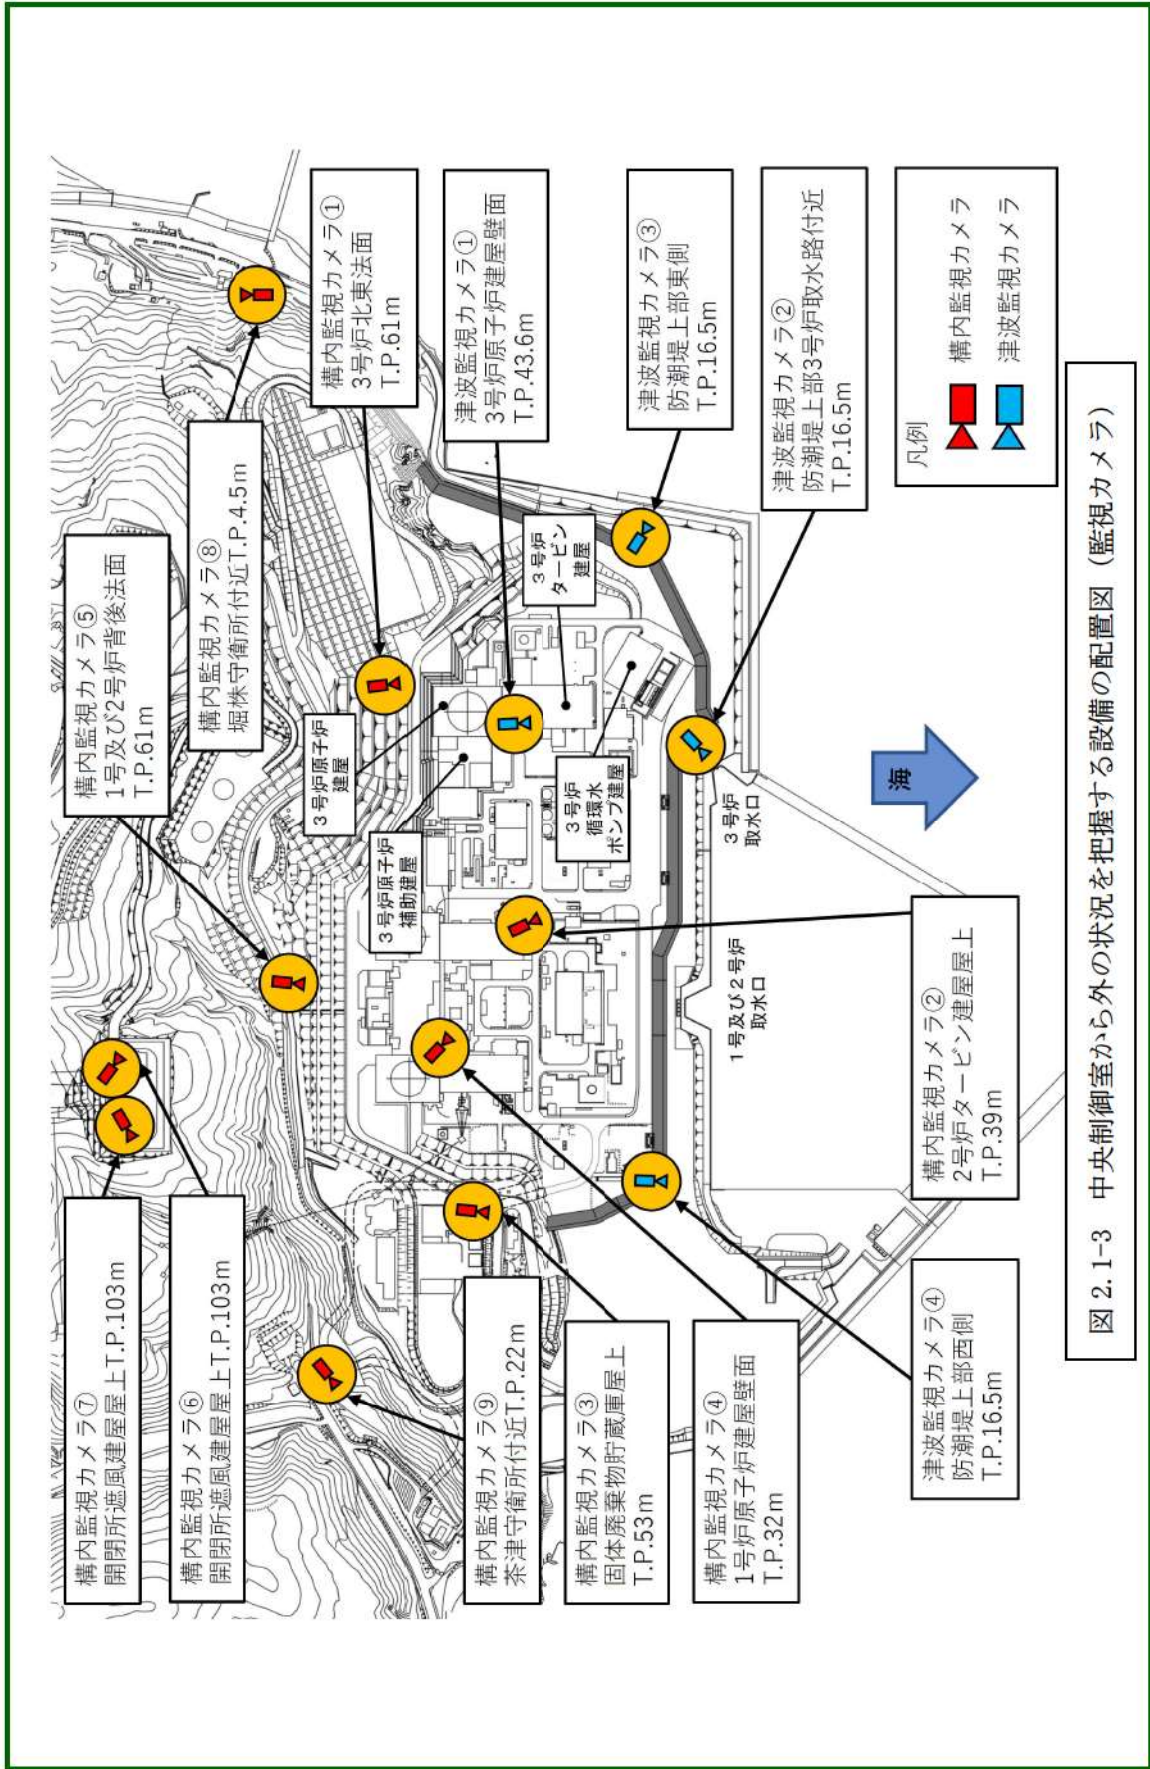 構内監視カメラ⑦
開閉所遮風建屋屋上T.P.103m
構内監視カメラ⑥
開閉所遮風建屋屋上T.P.103m
構内監視カメラ⑤
1号及び2号炉背後法面
T.P.61m
構内監視カメラ⑧
堀株守衛所付近T.P.4.5m
構内監視カメラ①
3号炉北東法面
T.P.61m
津波監視カメラ①
3号炉原子炉建屋壁面
T.P.43.6m
津波監視カメラ③
防潮堤上部東側
T.P.16.5m
津波監視カメラ②
防潮堤上部3号炉取水路付近
T.P.16.5m
3号炉原子炉
建屋
3号炉原子炉
補助建屋
3号炉
タービン
建屋
3号炉
循環水
ポンプ建屋
3号炉
取水口
1号及び2号炉
取水口
海
構内監視カメラ⑨
茶津守衛所付近T.P.22m
構内監視カメラ③
固体廃棄物貯蔵庫屋上
T.P.53m
構内監視カメラ④
1号炉原子炉建屋壁面
T.P.32m
津波監視カメラ④
防潮堤上部西側
T.P.16.5m
構内監視カメラ②
2号炉タービン建屋屋上
T.P.39m
凡例
構内監視カメラ
津波監視カメラ
図 2.1-3 中央制御室から外の状況を把握する設備の配置図（監視カメラ）